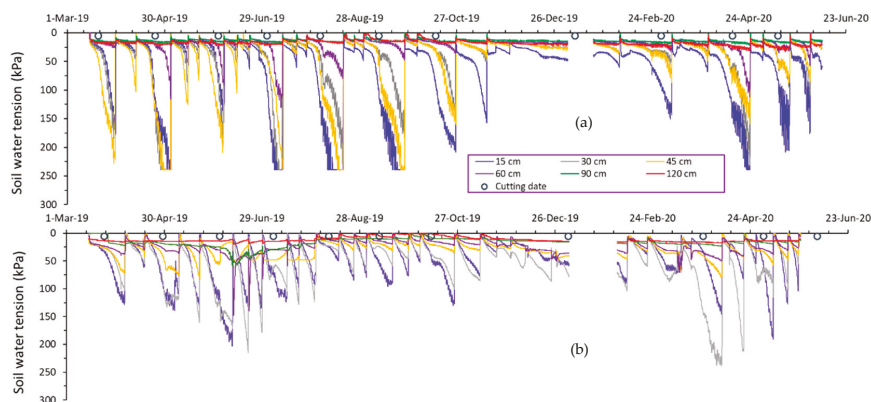 1-Mar-19 30-Apr-19 29-Jun-19 28-Aug-19 27-Oct-19 26-Dec-19 24-Feb-20 24-Apr-20 23-Jun-20
0
50
100
150
200
250
300
Soil water tension (kPa)
(a)
15 cm 30 cm 45 cm
60 cm 90 cm 120 cm
Cutting date
1-Mar-19 30-Apr-19 29-Jun-19 28-Aug-19 27-Oct-19 26-Dec-19 24-Feb-20 24-Apr-20 23-Jun-20
0
50
100
150
200
250
300
Soil water tension (kPa)
(b)